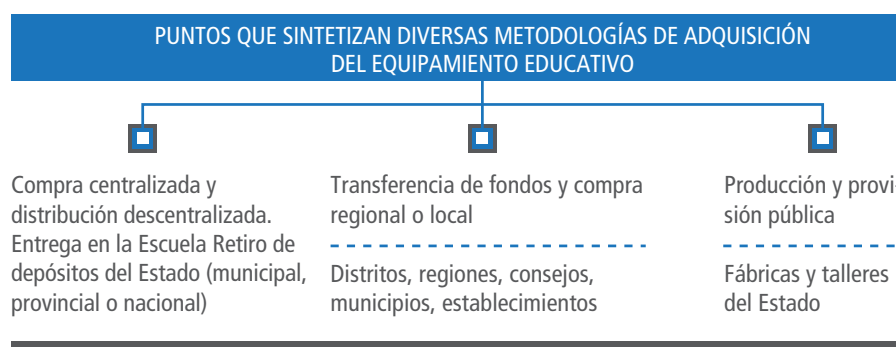 PUNTOS QUE SINTETIZAN DIVERSAS METODOLOGÍAS DE ADQUISICIÓN
DEL EQUIPAMIENTO EDUCATIVO
Compra centralizada y
distribución descentralizada.
Entrega en la Escuela Retiro de
depósitos del Estado (municipal,
provincial o nacional)
Transferencia de fondos y compra
regional o local
Distritos, regiones, consejos,
municipios, establecimientos
Producción y provi-
sión pública
Fábricas y talleres
del Estado